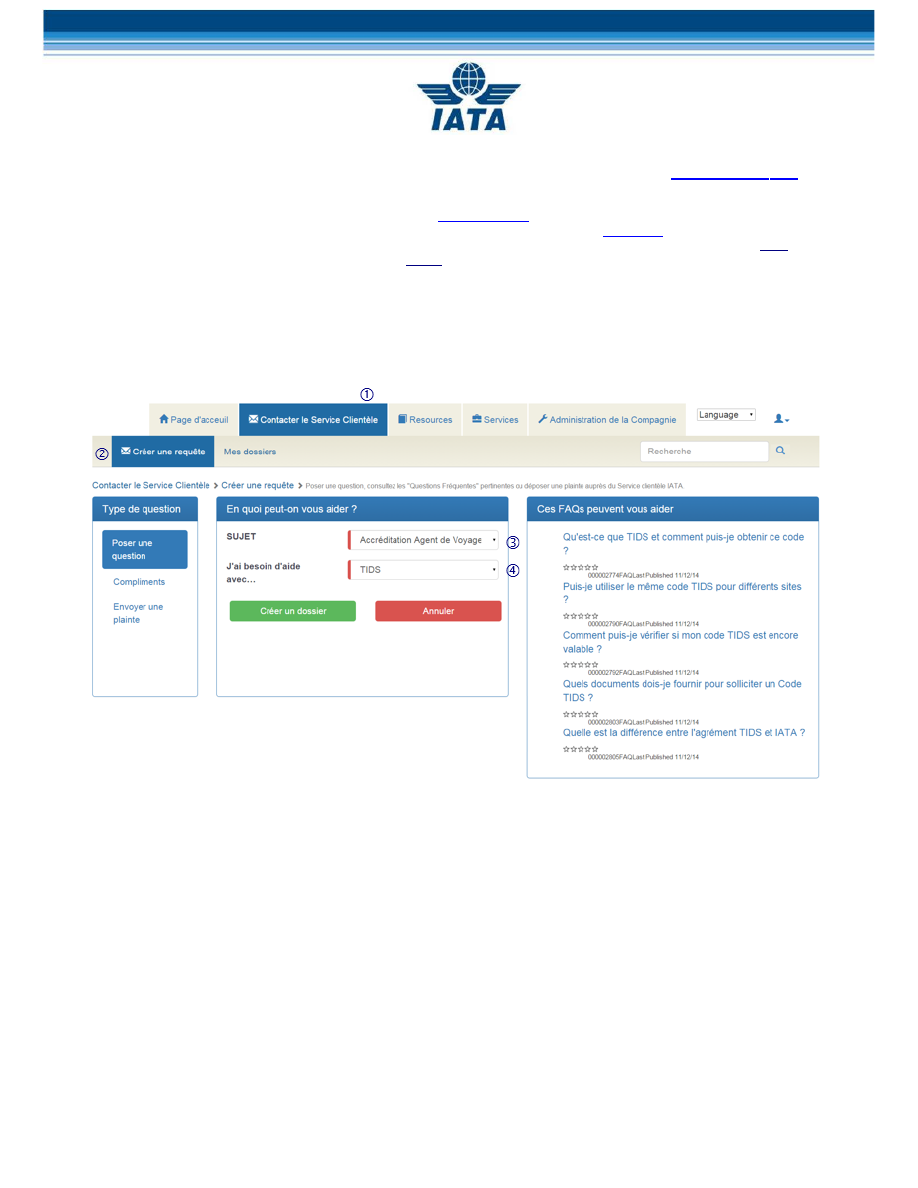 IATA
①
Page d'acceuil
Contacter le Service Clientèle
Resources
Services
Administration de la Compagnie
Language
②
Créer une requête
Mes dossiers
Recherche
Contacter le Service Clientèle > Créer une requête > Poser une question, consultez les "Questions Fréquentes" pertinentes ou déposer une plainte auprès du Service clientèle IATA.
Type de question
Poser une
question
Compliments
Envoyer une
plainte
En quoi peut-on vous aider ?
SUJET
Accréditation Agent de Voyage
③
J'ai besoin d'aide
avec...
TIDS
④
Créer un dossier
Annuler
Ces FAQs peuvent vous aider
Qu'est-ce que TIDS et comment puis-je obtenir ce code
?
☆☆☆☆☆
000002774FAQLast Published 11/12/14
Puis-je utiliser le même code TIDS pour différents sites
?
☆☆☆☆☆
000002790FAQLast Published 11/12/14
Comment puis-je vérifier si mon code TIDS est encore
valable ?
☆☆☆☆☆
000002792FAQLast Published 11/12/14
Quels documents dois-je fournir pour solliciter un Code
TIDS ?
☆☆☆☆☆
000002803FAQLast Published 11/12/14
Quelle est la différence entre l'agrément TIDS et IATA ?
☆☆☆☆☆
000002805FAQLast Published 11/12/14